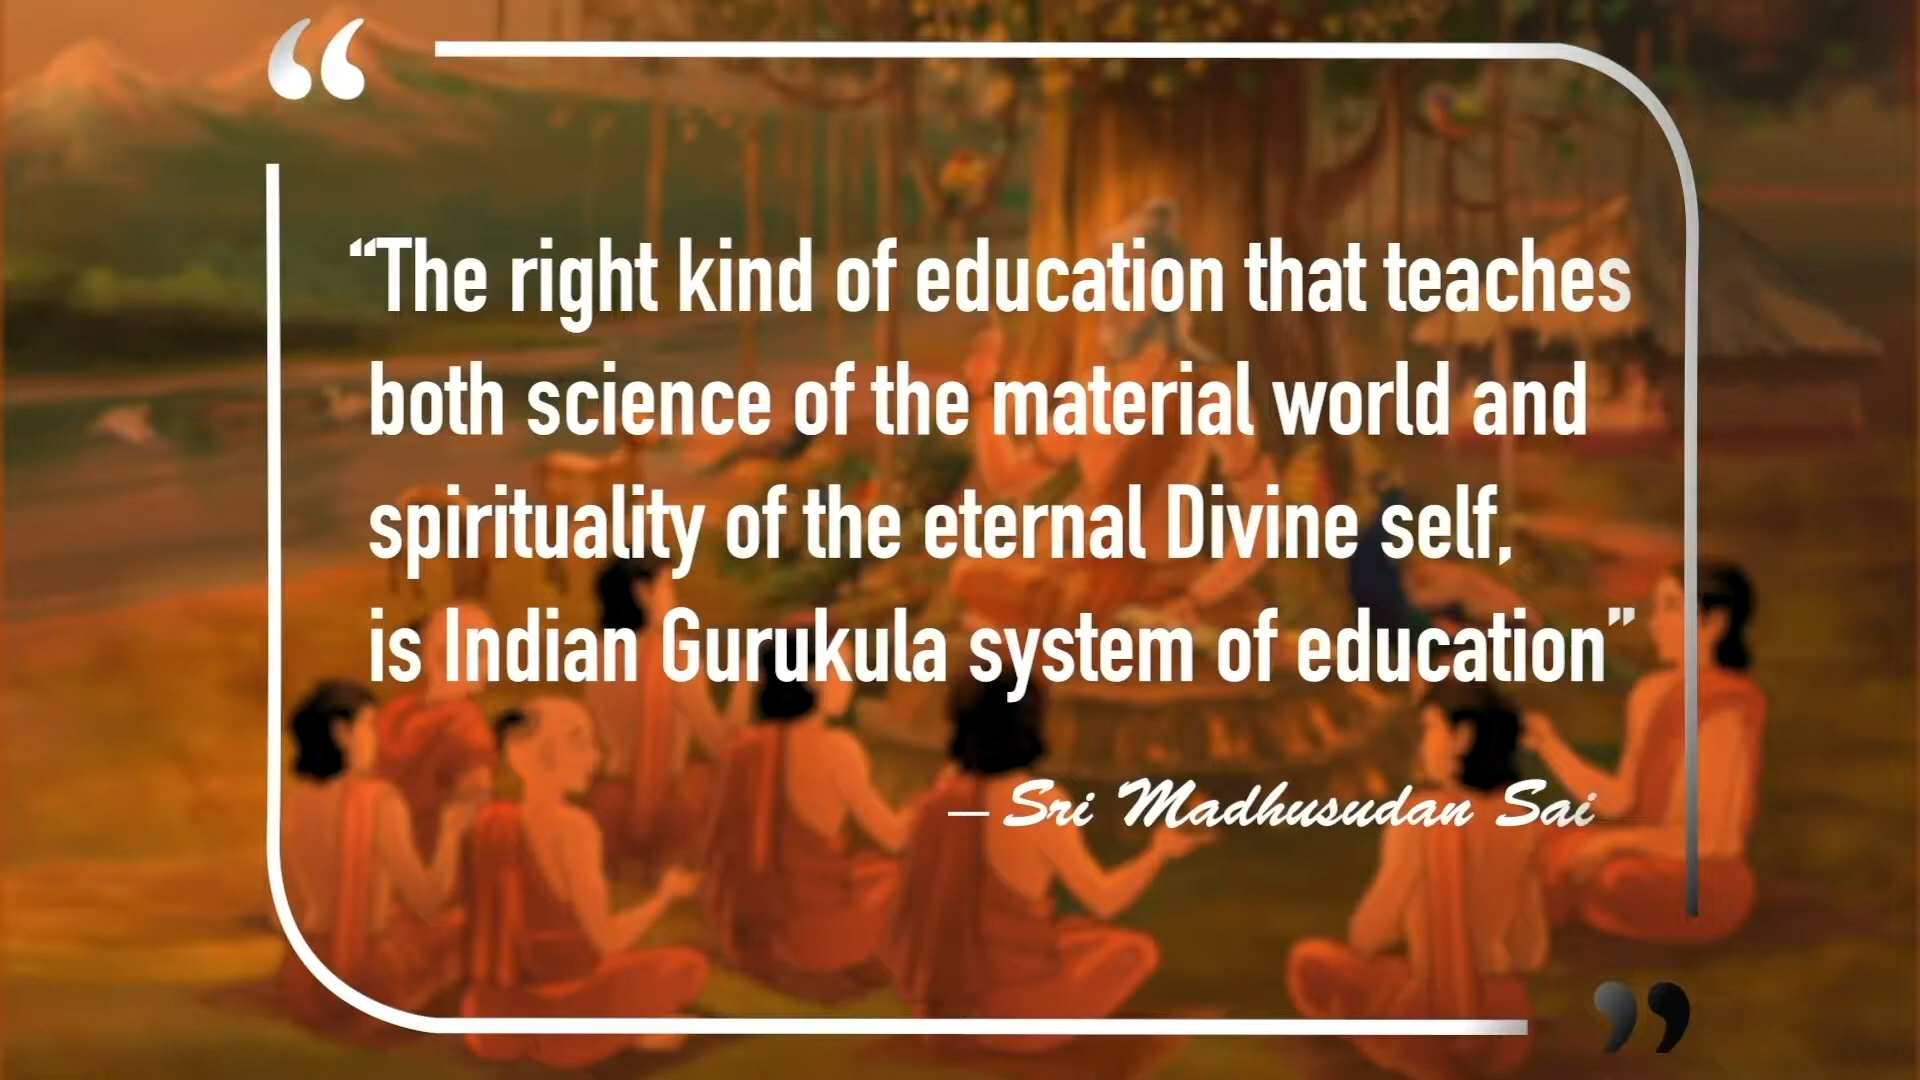 “The right kind of education that teaches
both science of the material world and
spirituality of the eternal Divine self,
is Indian Gurukula system of education”
— Sri Madhusudan Sai